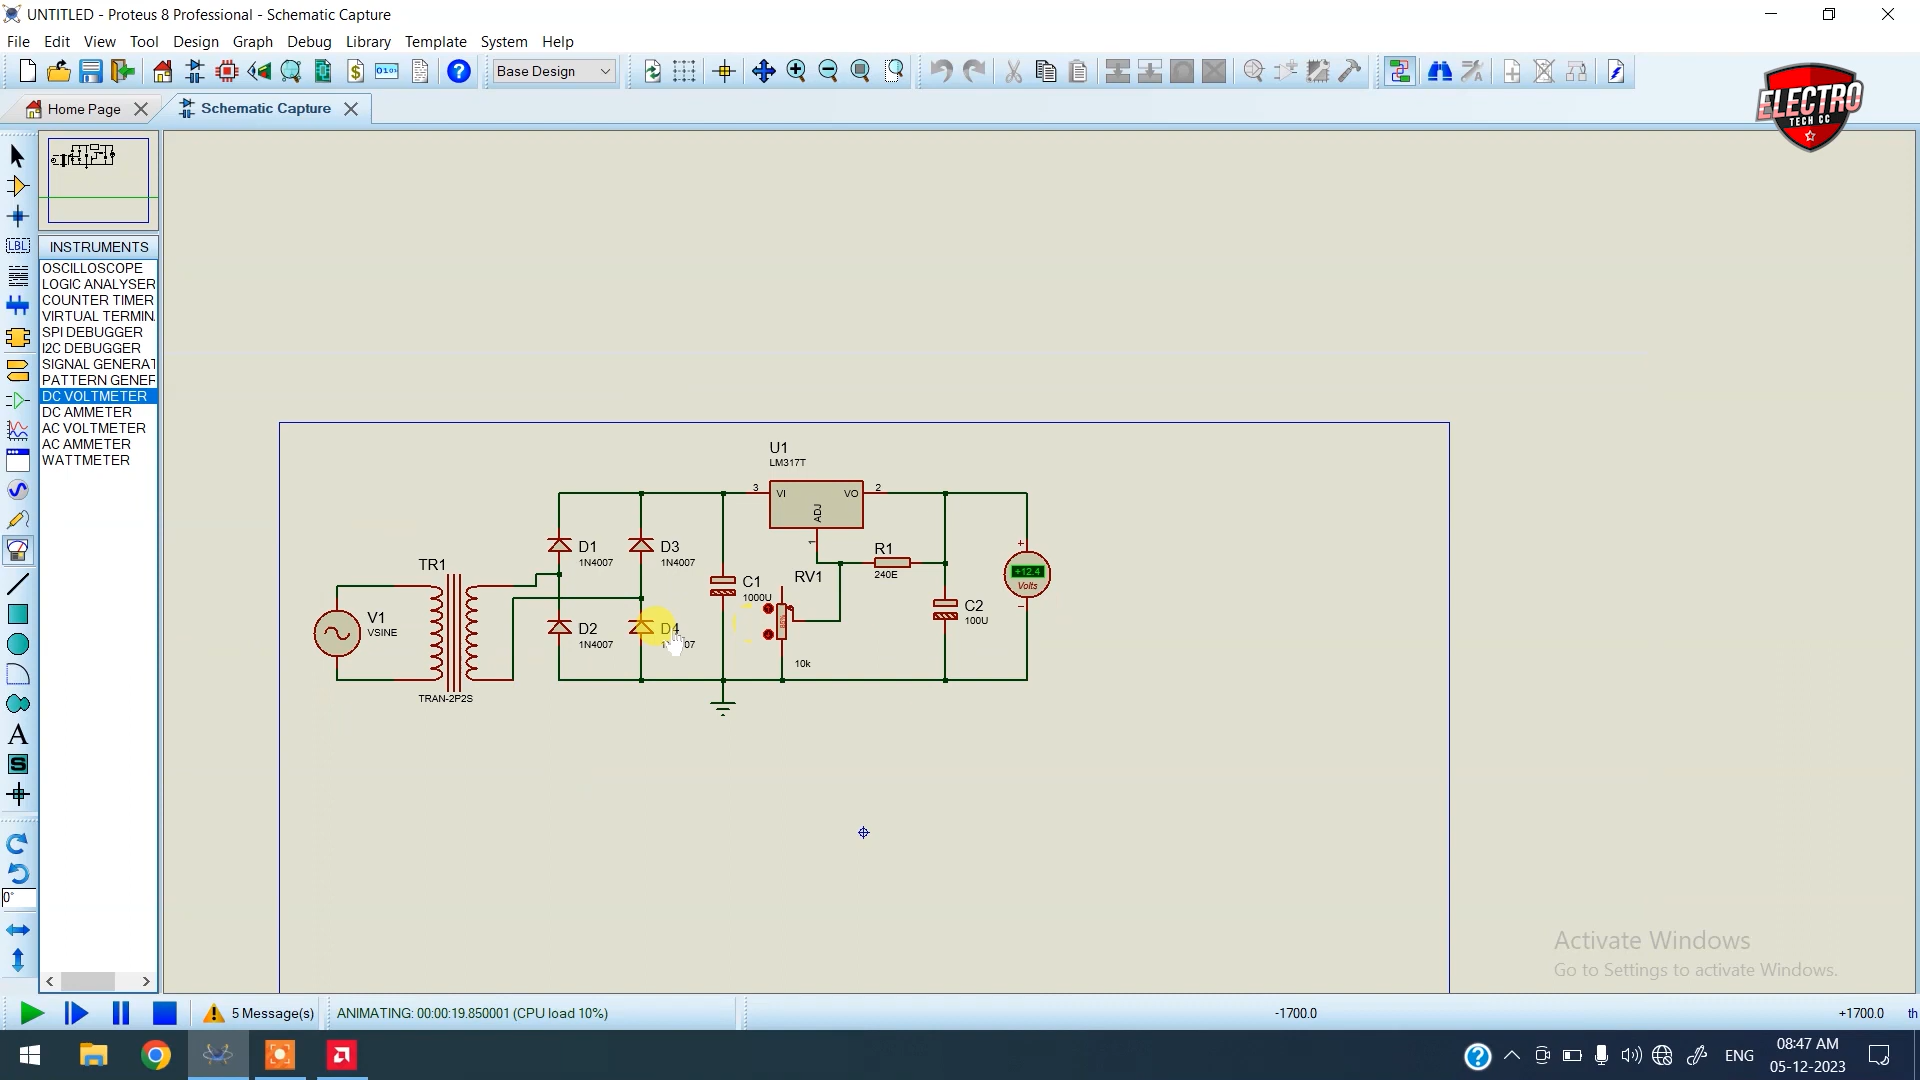 UNTITLED - Proteus 8 Professional - Schematic Capture
File Edit View Tool Design Graph Debug Library Template System Help
Base Design
Home Page
Schematic Capture
ELECTRO
TECH CC
LBL
INSTRUMENTS
OSCILLOSCOPE
LOGIC ANALYSER
COUNTER TIMER
VIRTUAL TERMIN
SPI DEBUGGER
I2C DEBUGGER
SIGNAL GENERAT
PATTERN GENER
DC VOLTMETER
DC AMMETER
AC VOLTMETER
AC AMMETER
WATTMETER
A
S
0°
U1
LM317T
3 VI VO 2
ADJ
1
D1
1N4007
D3
1N4007
TR1
TRAN-2P2S
V1
VSINE
D2
1N4007
D4
C1
1000U
RV1
10k
R1
240E
C2
100U
+
+12.4
Volts
−
Activate Windows
Go to Settings to activate Windows.
5 Message(s)
ANIMATING: 00:00:19.850001 (CPU load 10%)
-1700.0
+1700.0
th
ENG
08:47 AM
05-12-2023